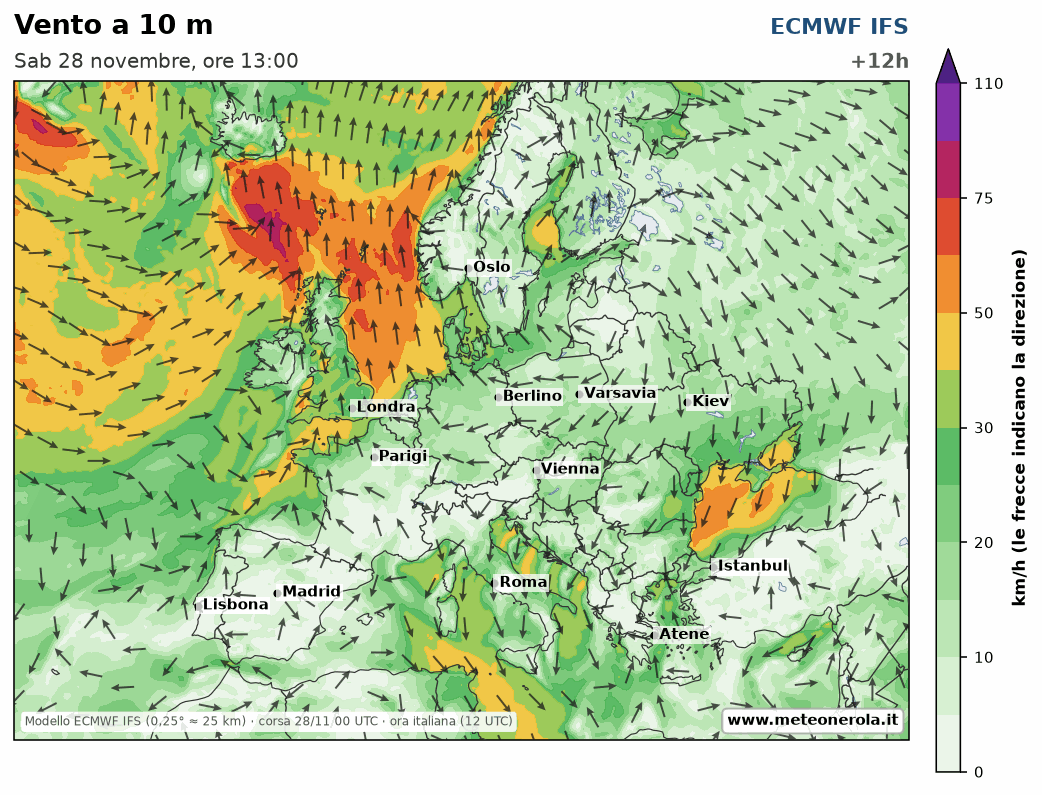 Vento a 10 m
ECMWF IFS
Sab 28 novembre, ore 13:00
+12h
110
75
50
30
20
10
0
km/h (le frecce indicano la direzione)
Oslo
Londra
Berlino
Varsavia
Kiev
Parigi
Vienna
Istanbul
Roma
Madrid
Lisbona
Atene
Modello ECMWF IFS (0,25° ≈ 25 km) · corsa 28/11 00 UTC · ora italiana (12 UTC)
www.meteonerola.it